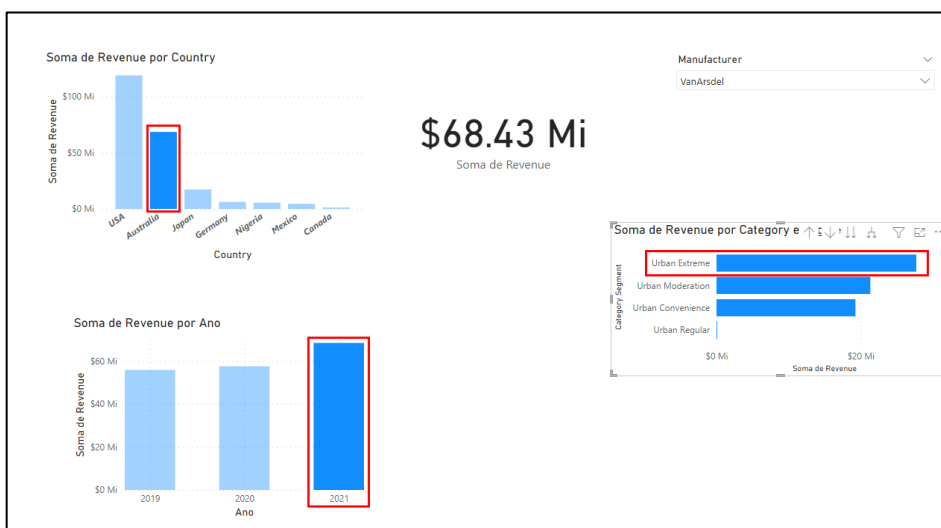 Soma de Revenue por Country
Soma de Revenue
$100 Mi
$50 Mi
$0 Mi
USA
Australia
Japan
Germany
Nigeria
Mexico
Canada
Country
$68.43 Mi
Soma de Revenue
Manufacturer
VanArsdel
Soma de Revenue por Category e
Category Segment
Urban Extreme
Urban Moderation
Urban Convenience
Urban Regular
$0 Mi
$20 Mi
Soma de Revenue
Soma de Revenue por Ano
Soma de Revenue
$60 Mi
$40 Mi
$20 Mi
$0 Mi
2019
2020
2021
Ano